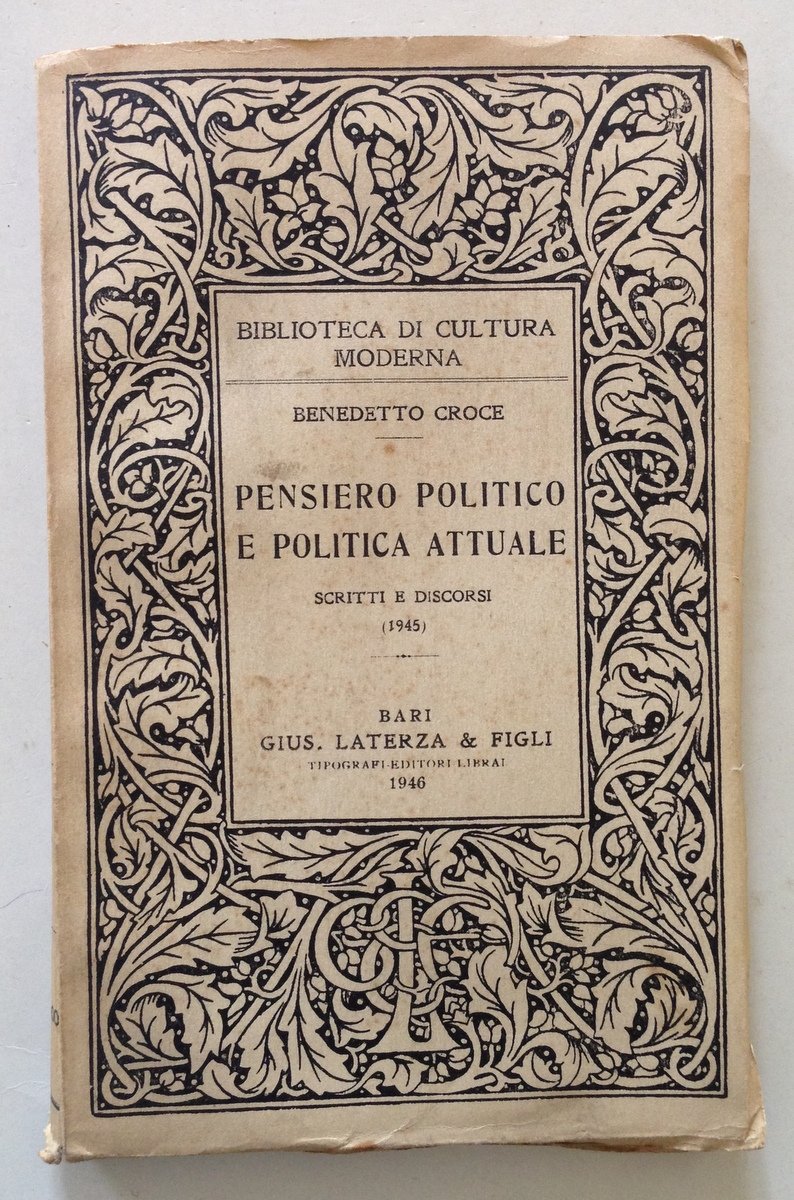 BIBLIOTECA DI CULTURA
MODERNA
BENEDETTO CROCE
PENSIERO POLITICO
E POLITICA ATTUALE
SCRITTI E DISCORSI
(1945)
BARI
GIUS. LATERZA & FIGLI
TIPOGRAFI-EDITORI-LIBRAI
1946